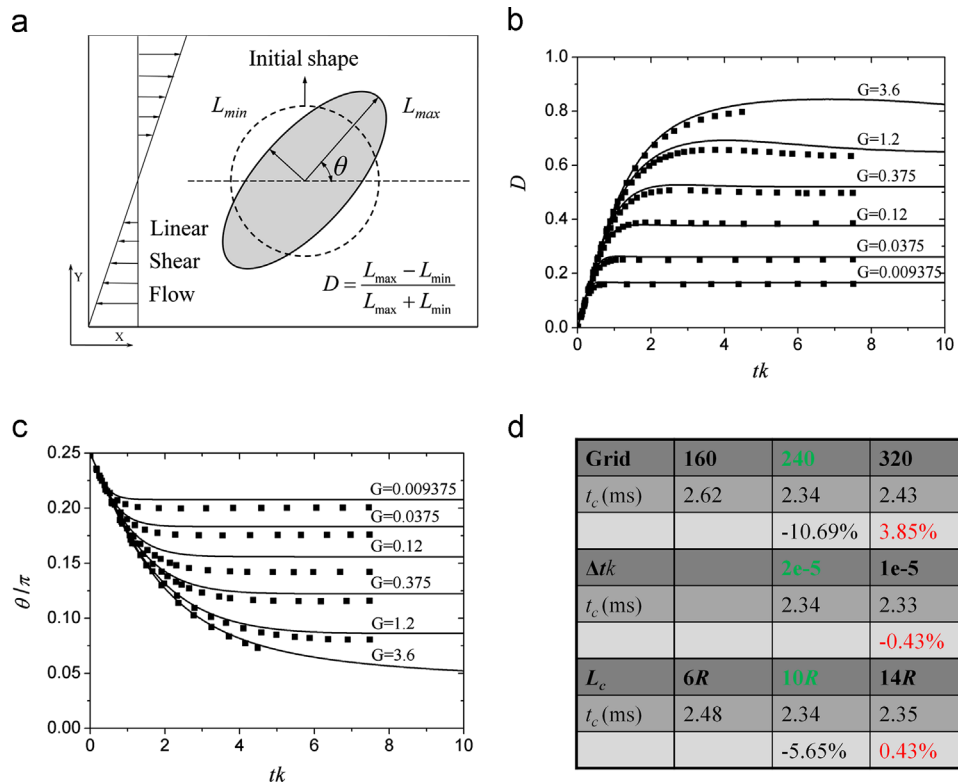 a
Initial shape
L_min
L_max
θ
Linear
Shear
Flow
Y
X
D = (L_max − L_min) / (L_max + L_min)
b
1.0
0.8
0.6
0.4
0.2
0.0
D
G=3.6
G=1.2
G=0.375
G=0.12
G=0.0375
G=0.009375
0 2 4 6 8 10
tk
c
0.25
0.20
0.15
0.10
0.05
0.00
θ/π
G=0.009375
G=0.0375
G=0.12
G=0.375
G=1.2
G=3.6
0 2 4 6 8 10
tk
d
Grid 160 240 320
t_c (ms) 2.62 2.34 2.43
-10.69% 3.85%
Δtk 2e-5 1e-5
t_c (ms) 2.34 2.33
-0.43%
L_c 6R 10R 14R
t_c (ms) 2.48 2.34 2.35
-5.65% 0.43%